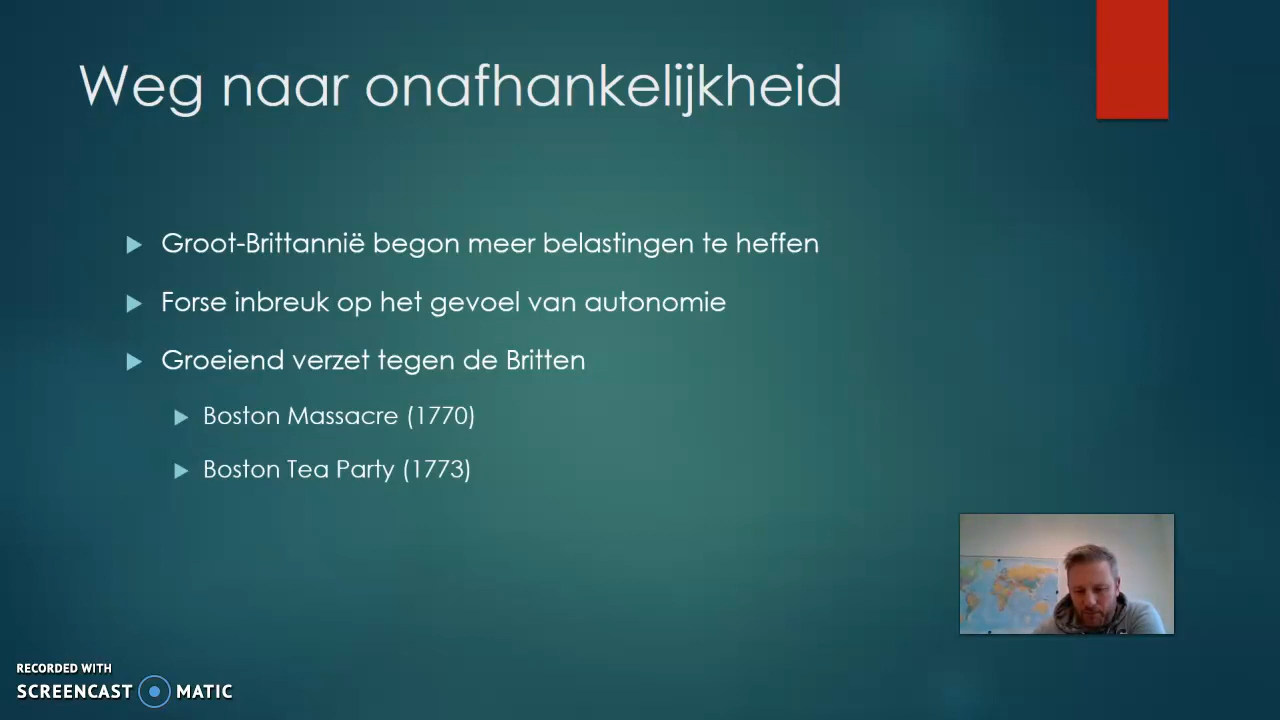 Weg naar onafhankelijkheid
Groot-Brittannië begon meer belastingen te heffen
Forse inbreuk op het gevoel van autonomie
Groeiend verzet tegen de Britten
Boston Massacre (1770)
Boston Tea Party (1773)
RECORDED WITH
SCREENCAST MATIC